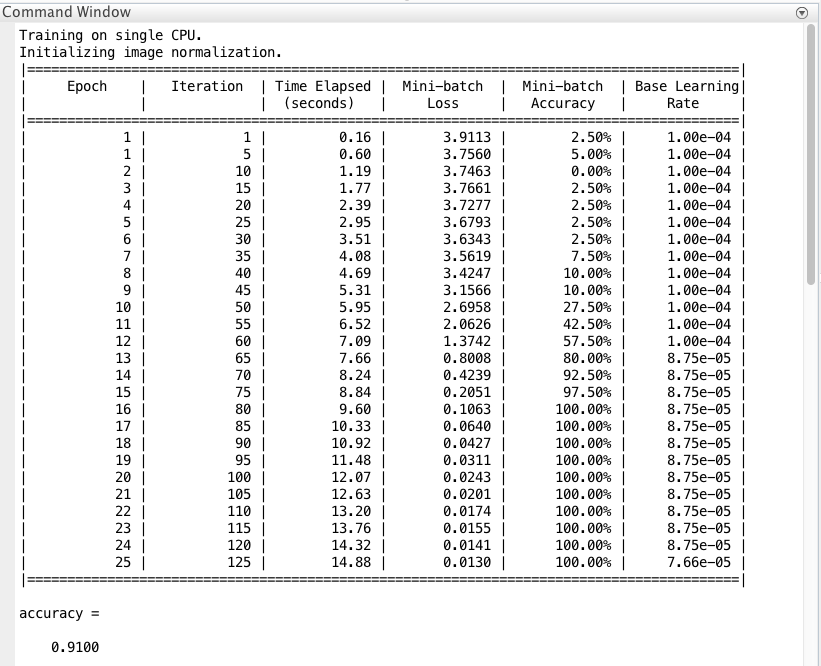 Command Window
Training on single CPU.
Initializing image normalization.
|=========================================================================================|
|     Epoch    |   Iteration  | Time Elapsed |  Mini-batch  |  Mini-batch  | Base Learning|
|              |              |  (seconds)   |     Loss     |   Accuracy   |     Rate     |
|=========================================================================================|
|            1 |            1 |         0.16 |       3.9113 |        2.50% |     1.00e-04 |
|            1 |            5 |         0.60 |       3.7560 |        5.00% |     1.00e-04 |
|            2 |           10 |         1.19 |       3.7463 |        0.00% |     1.00e-04 |
|            3 |           15 |         1.77 |       3.7661 |        2.50% |     1.00e-04 |
|            4 |           20 |         2.39 |       3.7277 |        2.50% |     1.00e-04 |
|            5 |           25 |         2.95 |       3.6793 |        2.50% |     1.00e-04 |
|            6 |           30 |         3.51 |       3.6343 |        2.50% |     1.00e-04 |
|            7 |           35 |         4.08 |       3.5619 |        7.50% |     1.00e-04 |
|            8 |           40 |         4.69 |       3.4247 |       10.00% |     1.00e-04 |
|            9 |           45 |         5.31 |       3.1566 |       10.00% |     1.00e-04 |
|           10 |           50 |         5.95 |       2.6958 |       27.50% |     1.00e-04 |
|           11 |           55 |         6.52 |       2.0626 |       42.50% |     1.00e-04 |
|           12 |           60 |         7.09 |       1.3742 |       57.50% |     1.00e-04 |
|           13 |           65 |         7.66 |       0.8008 |       80.00% |     8.75e-05 |
|           14 |           70 |         8.24 |       0.4239 |       92.50% |     8.75e-05 |
|           15 |           75 |         8.84 |       0.2051 |       97.50% |     8.75e-05 |
|           16 |           80 |         9.60 |       0.1063 |      100.00% |     8.75e-05 |
|           17 |           85 |        10.33 |       0.0640 |      100.00% |     8.75e-05 |
|           18 |           90 |        10.92 |       0.0427 |      100.00% |     8.75e-05 |
|           19 |           95 |        11.48 |       0.0311 |      100.00% |     8.75e-05 |
|           20 |          100 |        12.07 |       0.0243 |      100.00% |     8.75e-05 |
|           21 |          105 |        12.63 |       0.0201 |      100.00% |     8.75e-05 |
|           22 |          110 |        13.20 |       0.0174 |      100.00% |     8.75e-05 |
|           23 |          115 |        13.76 |       0.0155 |      100.00% |     8.75e-05 |
|           24 |          120 |        14.32 |       0.0141 |      100.00% |     8.75e-05 |
|           25 |          125 |        14.88 |       0.0130 |      100.00% |     7.66e-05 |
|=========================================================================================|
accuracy =
0.9100